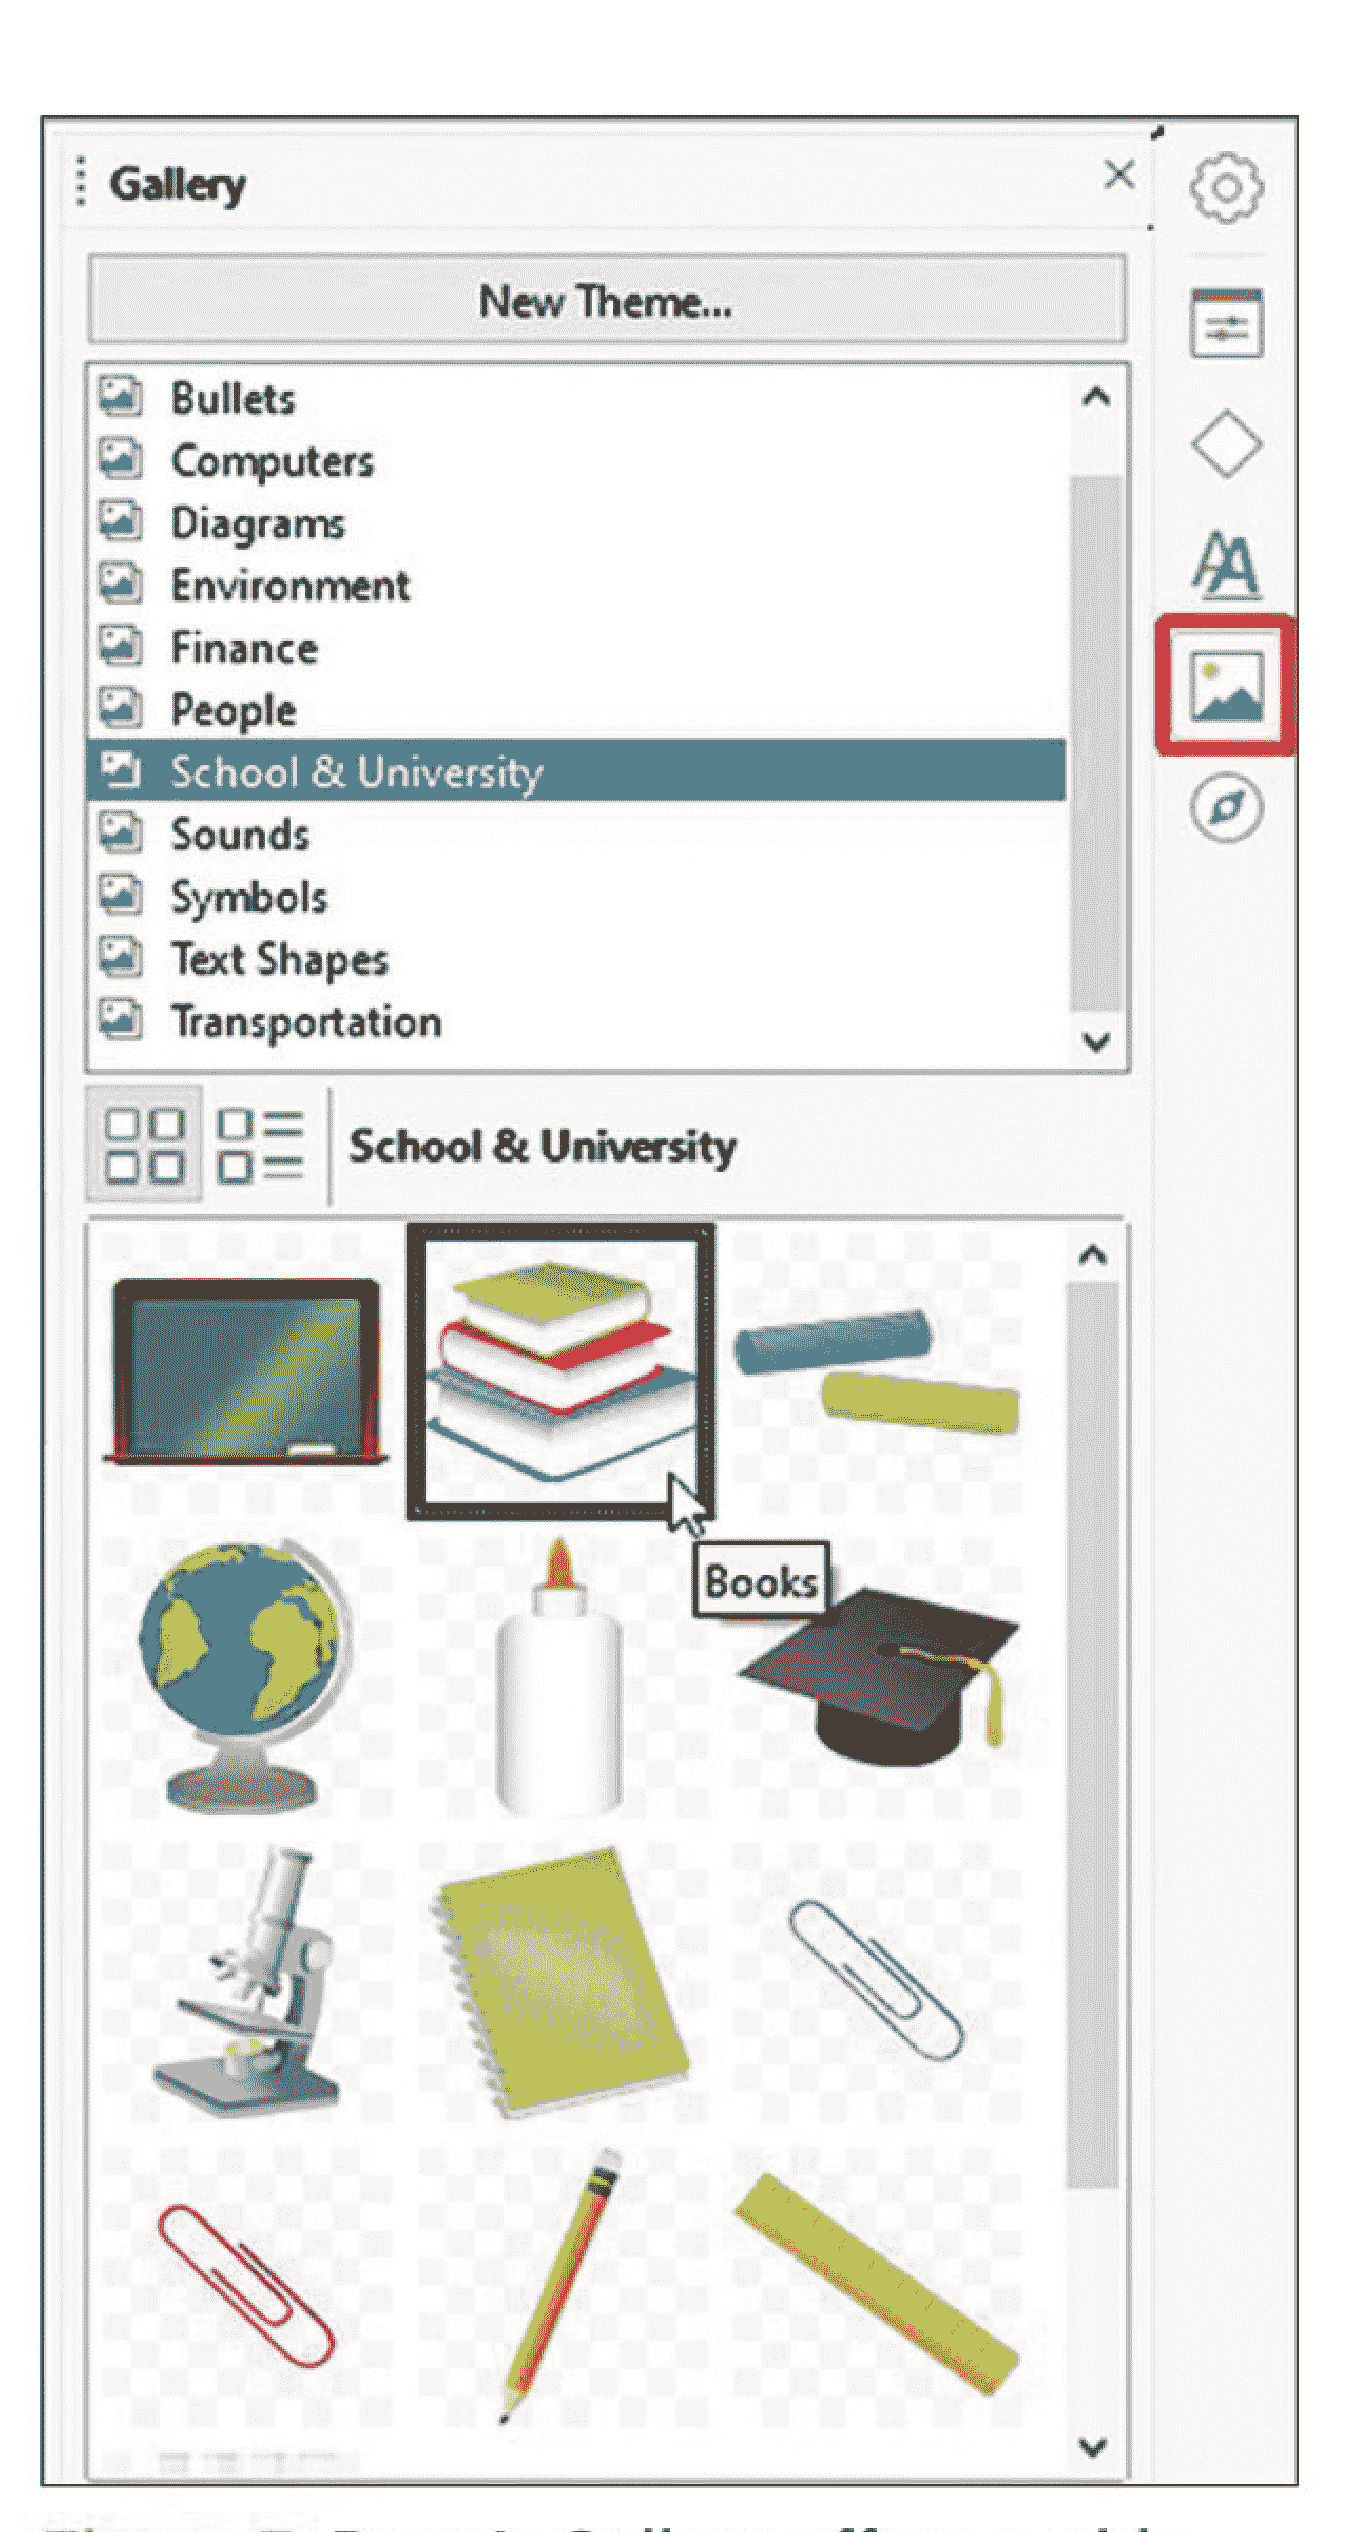 Gallery
New Theme...
Bullets
Computers
Diagrams
Environment
Finance
People
School & University
Sounds
Symbols
Text Shapes
Transportation
School & University
Books